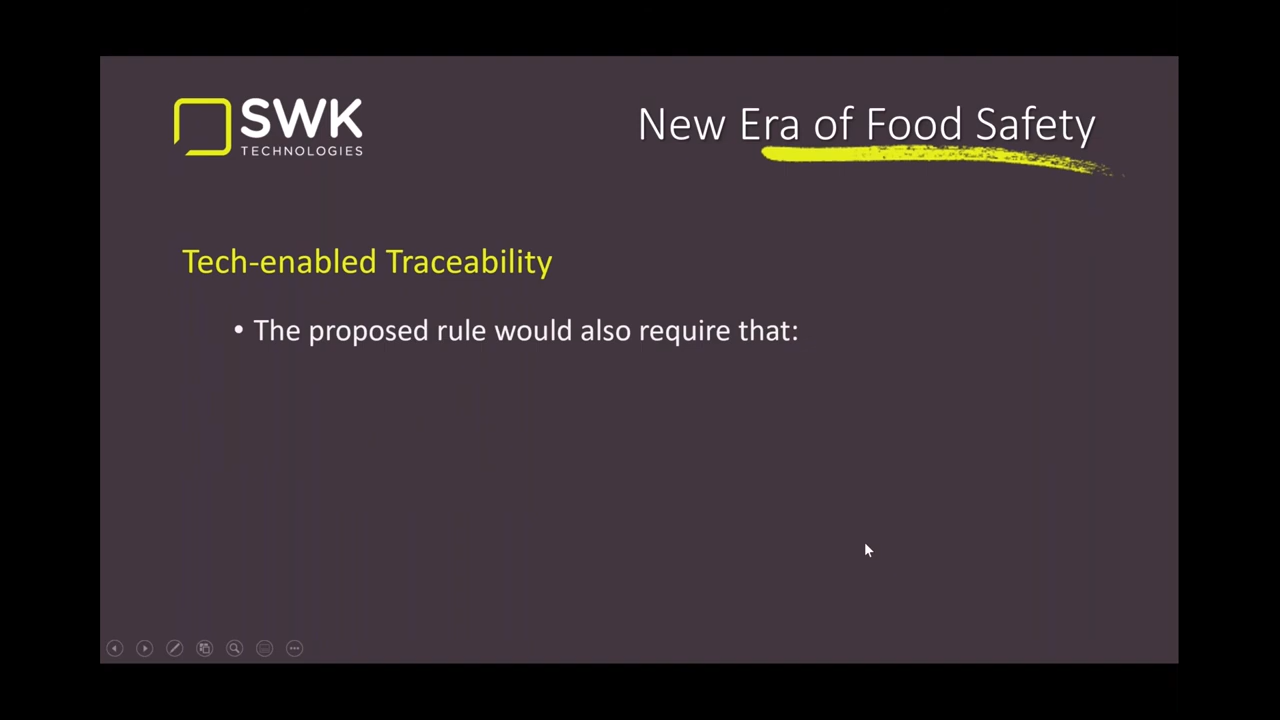 SWK
TECHNOLOGIES
New Era of Food Safety
Tech-enabled Traceability
• The proposed rule would also require that: